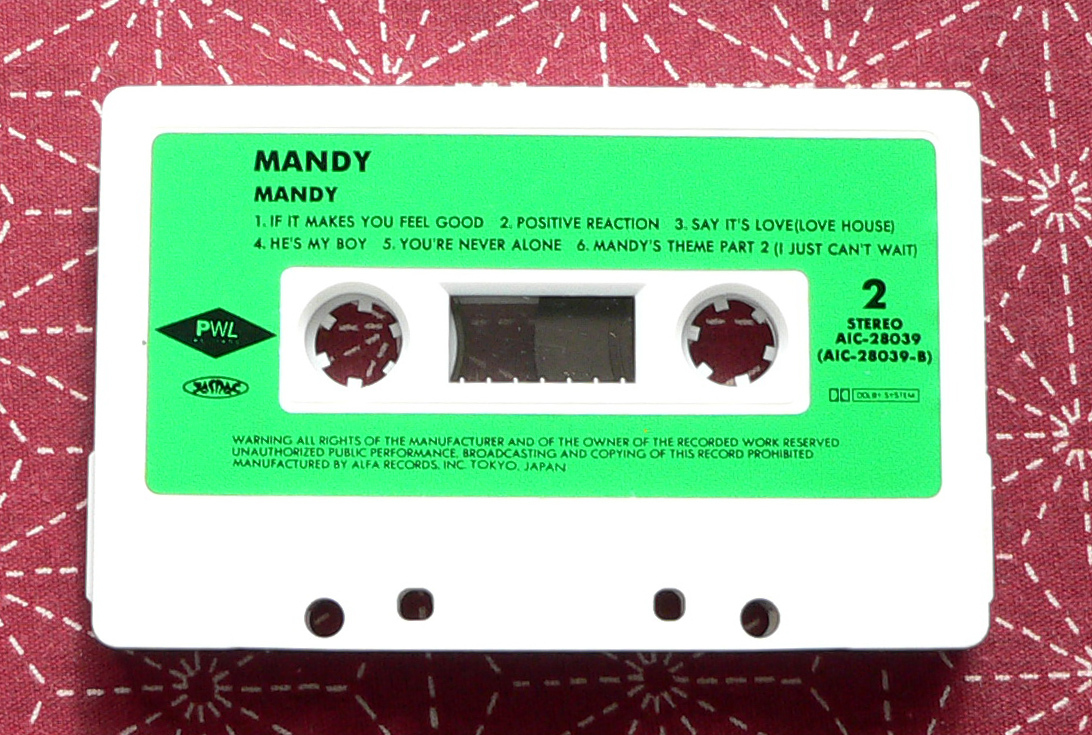 MANDY
MANDY
1. IF IT MAKES YOU FEEL GOOD 2. POSITIVE REACTION 3. SAY IT'S LOVE(LOVE HOUSE)
4. HE'S MY BOY 5. YOU'RE NEVER ALONE 6. MANDY'S THEME PART 2 (I JUST CAN'T WAIT)
2
STEREO
AIC-28039
(AIC-28039-B)
PWL
DOLBY SYSTEM
WARNING ALL RIGHTS OF THE MANUFACTURER AND OF THE OWNER OF THE RECORDED WORK RESERVED
UNAUTHORIZED PUBLIC PERFORMANCE, BROADCASTING AND COPYING OF THIS RECORD PROHIBITED
MANUFACTURED BY ALFA RECORDS, INC. TOKYO, JAPAN